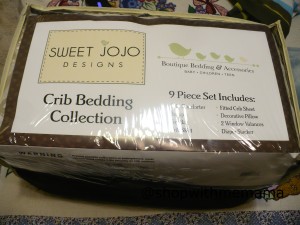 SWEET JOJO
DESIGNS
Boutique Bedding & Accessories
BABY • CHILDREN • TEEN
Crib Bedding
Collection
9 Piece Set Includes:
• Fitted Crib Sheet
• Decorative Pillow
• 2 Window Valances
Diaper Stacker
WARNING